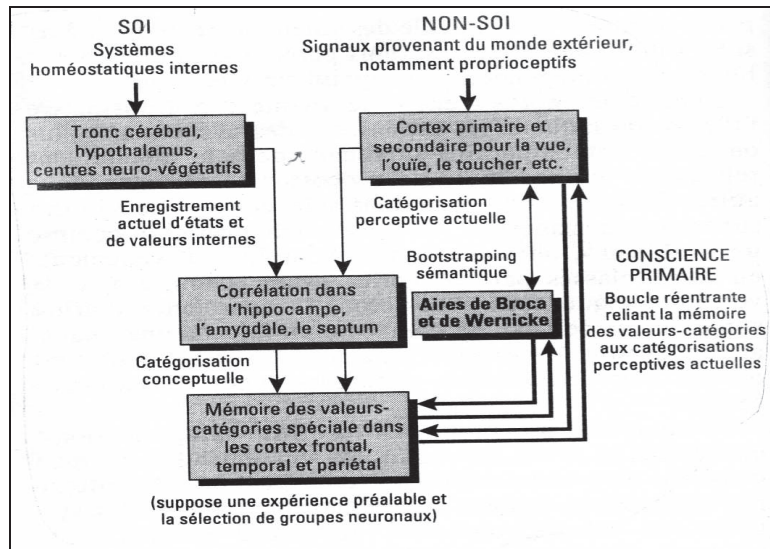 SOI
Systèmes
homéostatiques internes
NON-SOI
Signaux provenant du monde extérieur,
notamment proprioceptifs
Tronc cérébral,
hypothalamus,
centres neuro-végétatifs
Cortex primaire et
secondaire pour la vue,
l'ouïe, le toucher, etc.
Enregistrement
actuel d'états et
de valeurs internes
Catégorisation
perceptive actuelle
Bootstrapping
sémantique
CONSCIENCE
PRIMAIRE
Boucle réentrante
reliant la mémoire
des valeurs-catégories
aux catégorisations
perceptives actuelles
Corrélation dans
l'hippocampe,
l'amygdale, le septum
Aires de Broca
et de Wernicke
Catégorisation
conceptuelle
Mémoire des valeurs-
catégories spéciale dans
les cortex frontal,
temporal et pariétal
(suppose une expérience préalable et
la sélection de groupes neuronaux)